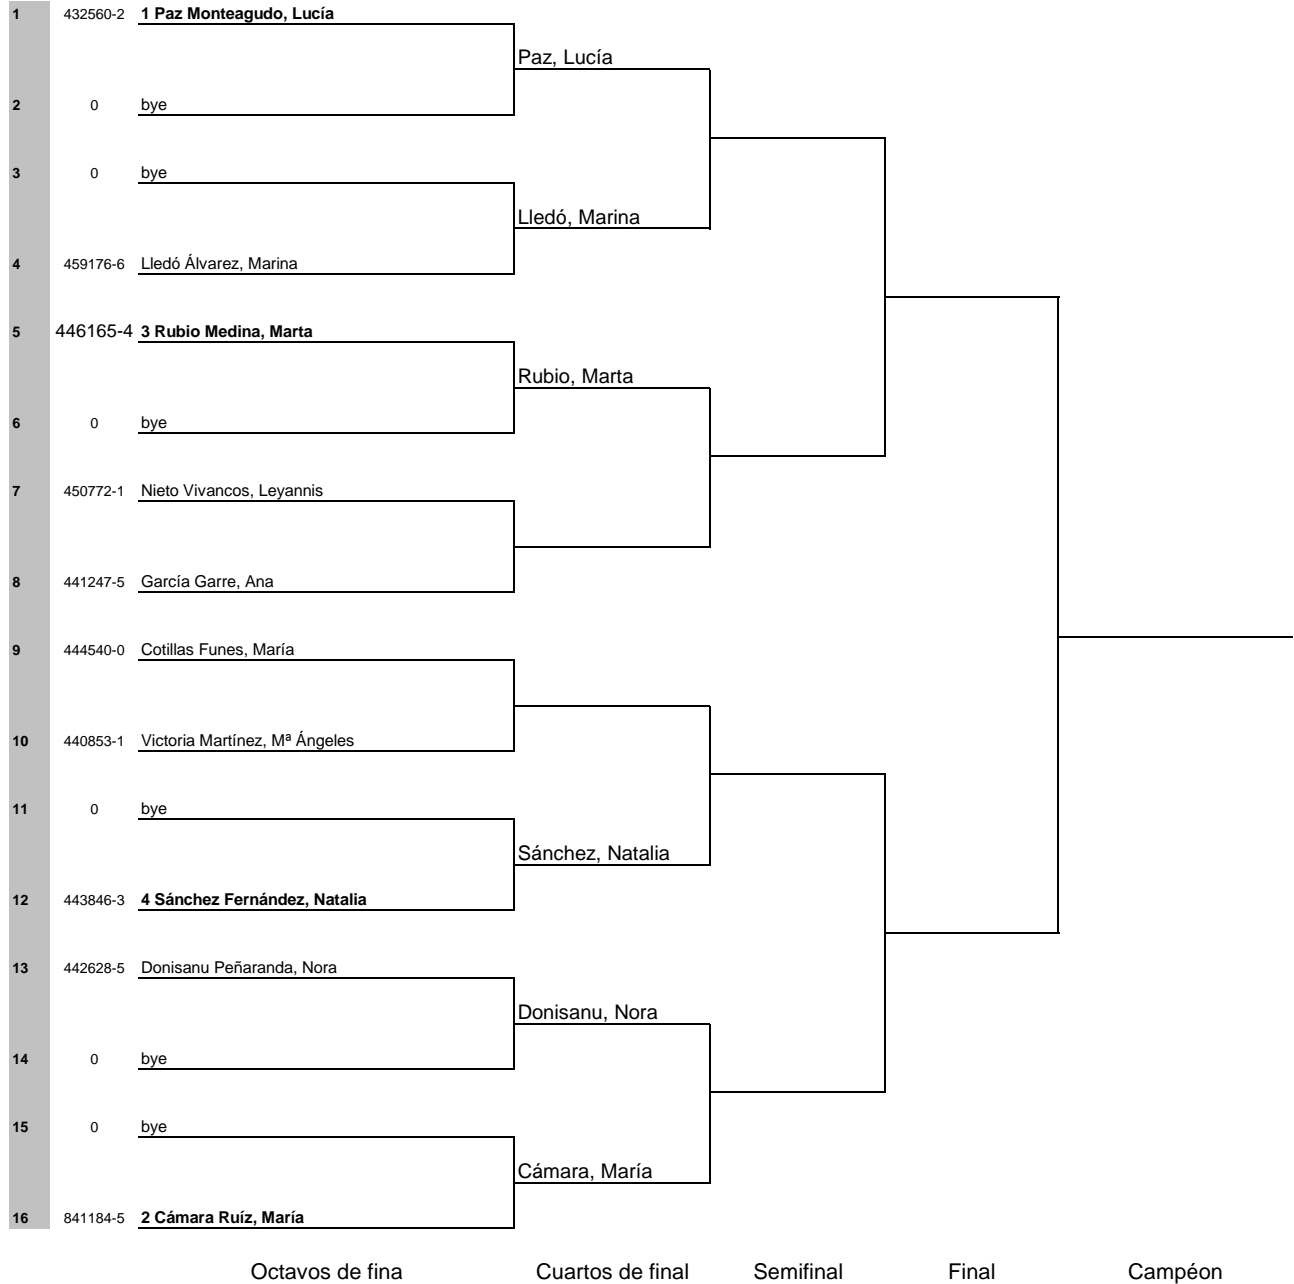 1 432560-2 1 Paz Monteagudo, Lucía
Paz, Lucía
2 0 bye
3 0 bye
Lledó, Marina
4 459176-6 Lledó Álvarez, Marina
5 446165-4 3 Rubio Medina, Marta
Rubio, Marta
6 0 bye
7 450772-1 Nieto Vivancos, Leyannis
8 441247-5 García Garre, Ana
9 444540-0 Cotillas Funes, María
10 440853-1 Victoria Martínez, Mª Ángeles
11 0 bye
Sánchez, Natalia
12 443846-3 4 Sánchez Fernández, Natalia
13 442628-5 Donisanu Peñaranda, Nora
Donisanu, Nora
14 0 bye
15 0 bye
Cámara, María
16 841184-5 2 Cámara Ruíz, María
Octavos de fina Cuartos de final Semifinal Final Campéon